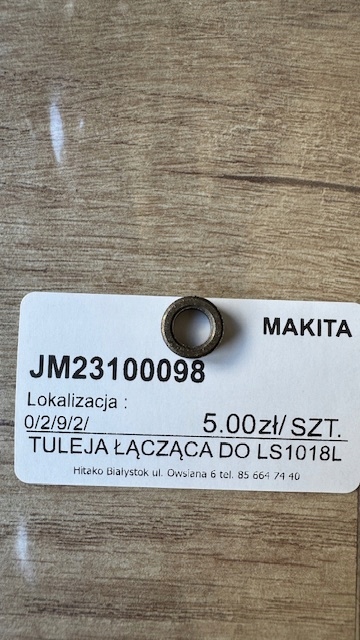 MAKITA
JM23100098
Lokalizacja :
0/2/9/2/ 5.00zł/SZT.
TULEJA ŁĄCZĄCA DO LS1018L
Hitako Białystok ul. Owsiana 6 tel. 85 664 74 40